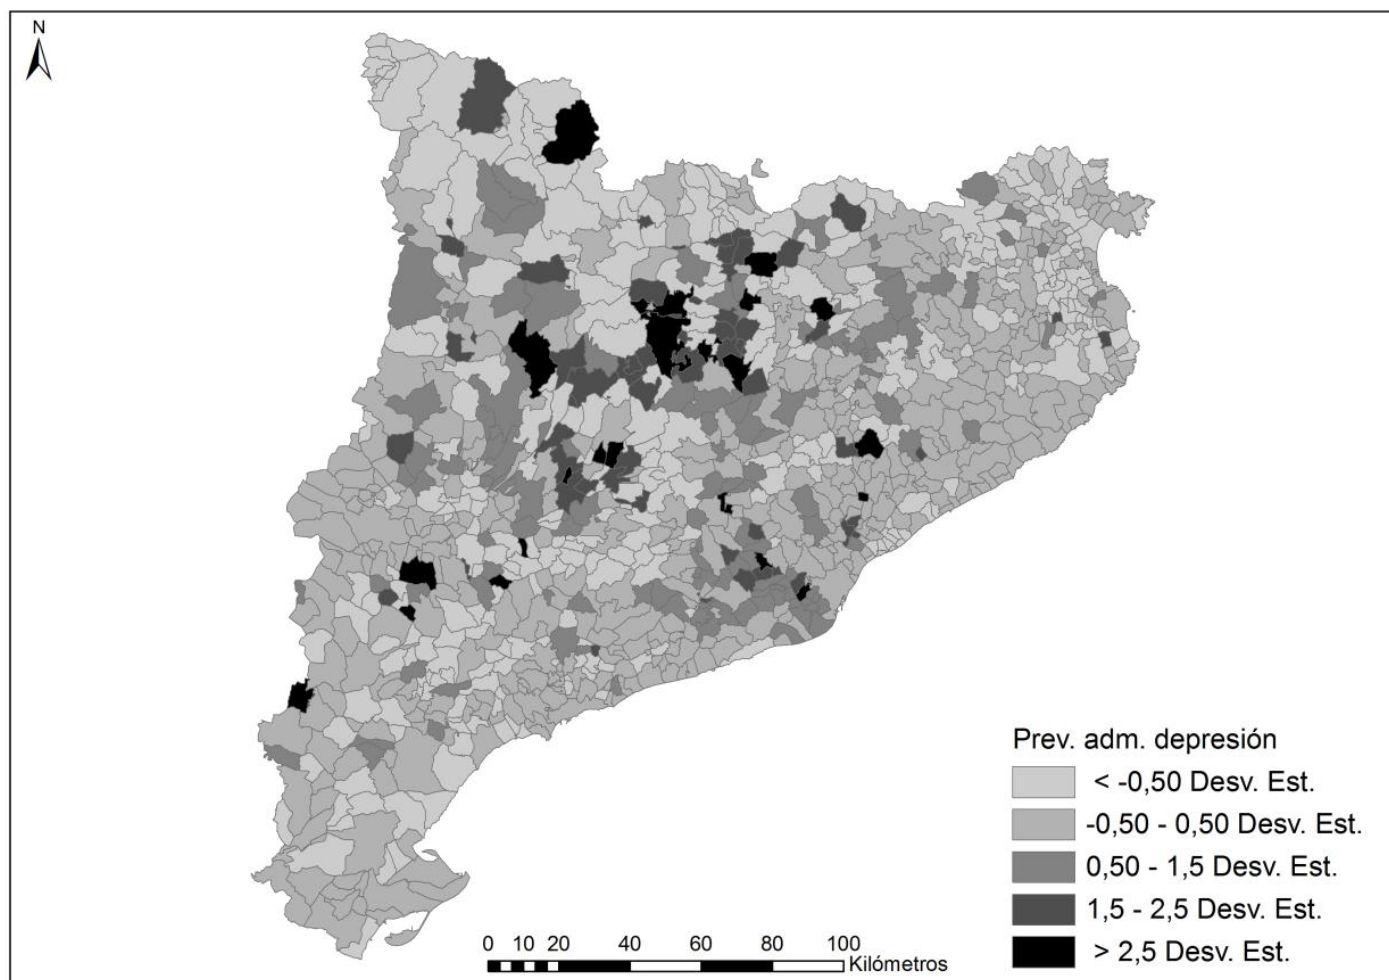 N
Prev. adm. depresión
< -0,50 Desv. Est.
-0,50 - 0,50 Desv. Est.
0,50 - 1,5 Desv. Est.
1,5 - 2,5 Desv. Est.
> 2,5 Desv. Est.
0 10 20 40 60 80 100
Kilómetros